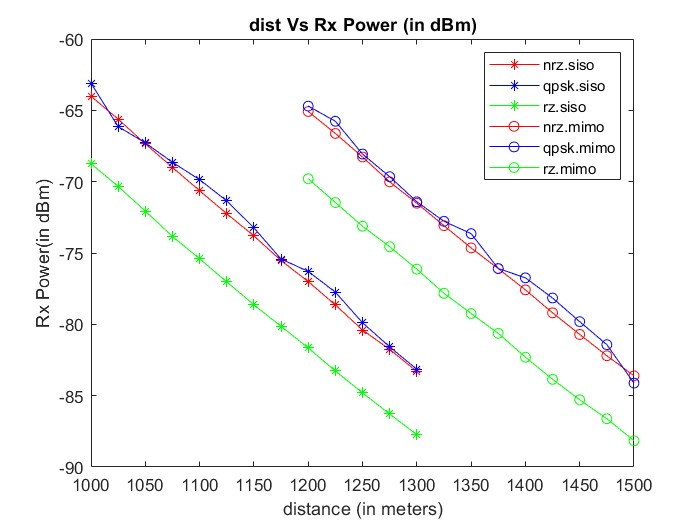 dist Vs Rx Power (in dBm)
-60
-65
-70
-75
-80
-85
-90
Rx Power(in dBm)
nrz.siso
qpsk.siso
rz.siso
nrz.mimo
qpsk.mimo
rz.mimo
1000 1050 1100 1150 1200 1250 1300 1350 1400 1450 1500
distance (in meters)